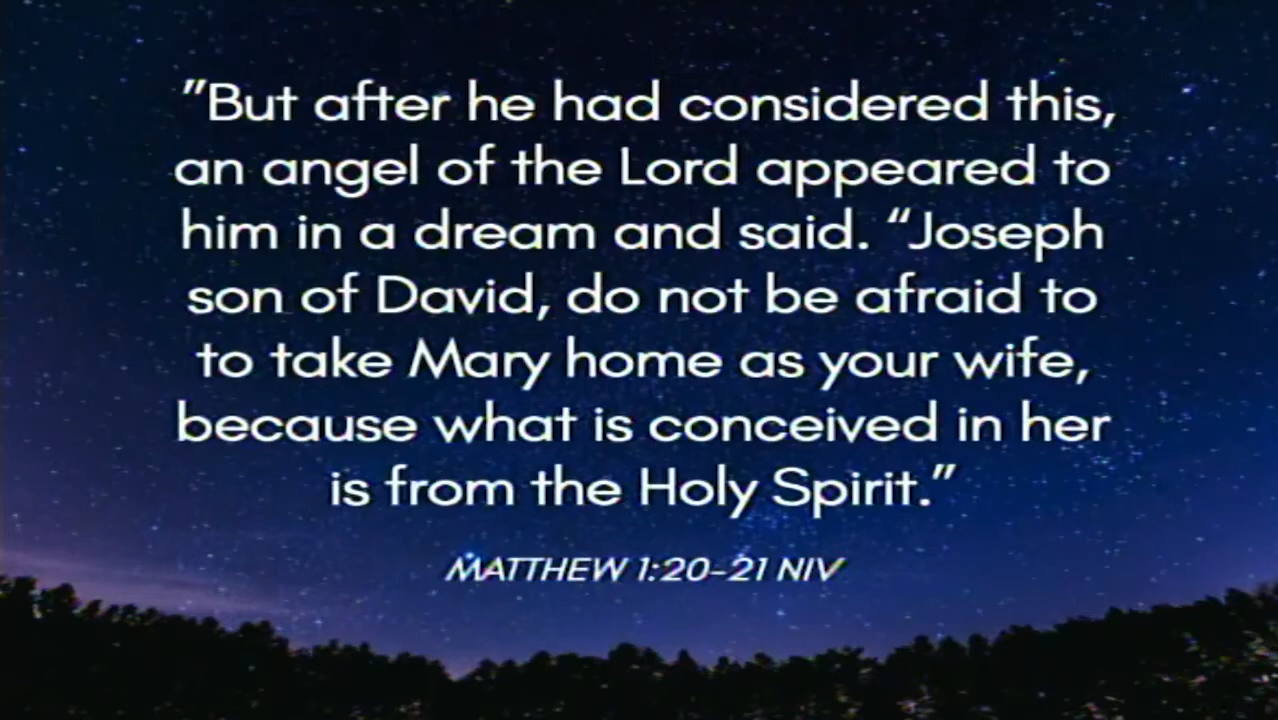 "But after he had considered this,
an angel of the Lord appeared to
him in a dream and said. “Joseph
son of David, do not be afraid to
to take Mary home as your wife,
because what is conceived in her
is from the Holy Spirit.”
MATTHEW 1:20-21 NIV